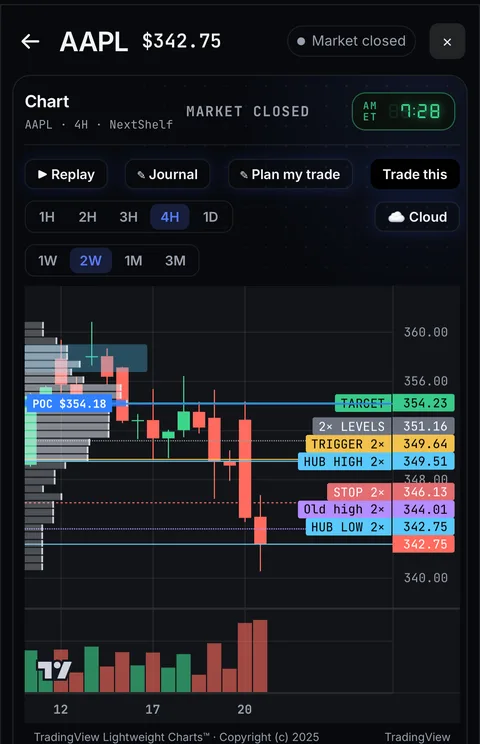 AAPL $342.75 Market closed ×
Chart
AAPL · 4H · NextShelf
MARKET CLOSED
AM
ET
7:28
Replay Journal Plan my trade Trade this
1H 2H 3H 4H 1D Cloud
1W 2W 1M 3M
360.00
356.00
POC $354.18
TARGET 354.23
2× LEVELS 351.16
TRIGGER 2× 349.64
HUB HIGH 2× 349.51
348.00
STOP 2× 346.13
Old high 2× 344.01
HUB LOW 2× 342.75
342.75
340.00
12 17 20
TradingView Lightweight Charts™ · Copyright (c) 2025 TradingView